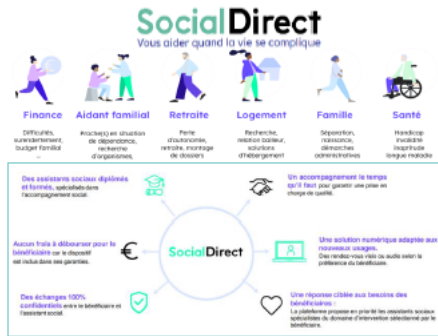 SocialDirect
Vous aider quand la vie se complique
Finance
Aidant familial
Retraite
Logement
Famille
Santé
Difficultés,
surendettement,
budget familial
...
Proche(s) en situation
de dépendance,
recherche
d'organismes,
Perte
d'autonomie,
retraite, montage
de dossiers
Recherche,
relation bailleur,
solutions
d'hébergement
Séparation,
naissance,
démarches
administratives
Handicap
Invalidité
Inaptitude
longue maladie
Des assistants sociaux diplômés
et formés, spécialisés dans
l'accompagnement social.
Un accompagnement le temps
qu'il faut pour garantir une prise en
charge de qualité.
Aucun frais à débourser pour le
bénéficiaire car le dispositif
est inclus dans ses garanties.
SocialDirect
Une solution numérique adaptée aux
nouveaux usages.
Des rendez-vous visio ou audio selon la
préférence du bénéficiaire.
Des échanges 100%
confidentiels entre le bénéficiaire et
l'assistant social.
Une réponse ciblée aux besoins des
bénéficiaires :
La plateforme propose en priorité les assistants sociaux
spécialistes du domaine d'intervention sélectionné par le
bénéficiaire.